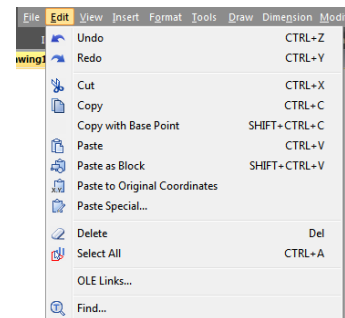 File Edit View Insert Format Tools Draw Dimension Modi
wing1
Undo CTRL+Z
Redo CTRL+Y
Cut CTRL+X
Copy CTRL+C
Copy with Base Point SHIFT+CTRL+C
Paste CTRL+V
Paste as Block SHIFT+CTRL+V
Paste to Original Coordinates
Paste Special...
Delete Del
Select All CTRL+A
OLE Links...
Find...